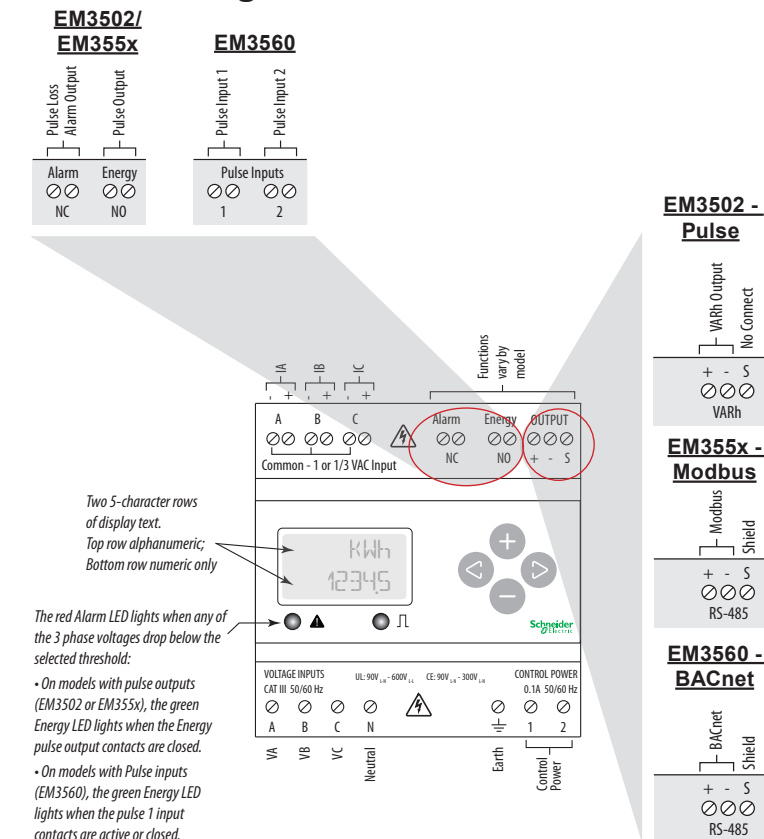 EM3502/
EM355x
EM3560
Pulse Loss
Alarm Output
Pulse Output
Pulse Input 1
Pulse Input 2
Alarm Energy
NC NO
Pulse Inputs
1 2
EM3502 -
Pulse
VARh Output
No Connect
+ - S
VARh
EM355x -
Modbus
Modbus
Shield
+ - S
RS-485
EM3560 -
BACnet
BACnet
Shield
+ - S
RS-485
IA IB IC
- + - + - +
Functions
vary by
model
A B C Alarm Energy OUTPUT
NC NO + - S
Common - 1 or 1/3 VAC Input
Two 5-character rows
of display text.
Top row alphanumeric;
Bottom row numeric only
KWh
1234.5
+
-
Schneider
Electric
The red Alarm LED lights when any of
the 3 phase voltages drop below the
selected threshold:
• On models with pulse outputs
(EM3502 or EM355x), the green
Energy LED lights when the Energy
pulse output contacts are closed.
• On models with Pulse inputs
(EM3560), the green Energy LED
lights when the pulse 1 input
contacts are active or closed.
VOLTAGE INPUTS
CAT III 50/60 Hz
UL: 90V L-N - 600V L-L CE: 90V L-N - 300V L-N
CONTROL POWER
0.1A 50/60 Hz
A B C N 1 2
VA
VB
VC
Neutral
Earth
Control
Power